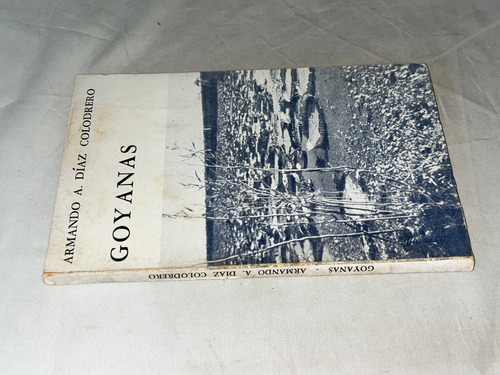 ARMANDO A. DÍAZ COLODRERO
GOYANAS
GOYANAS - ARMANDO A. DÍAZ COLODRERO